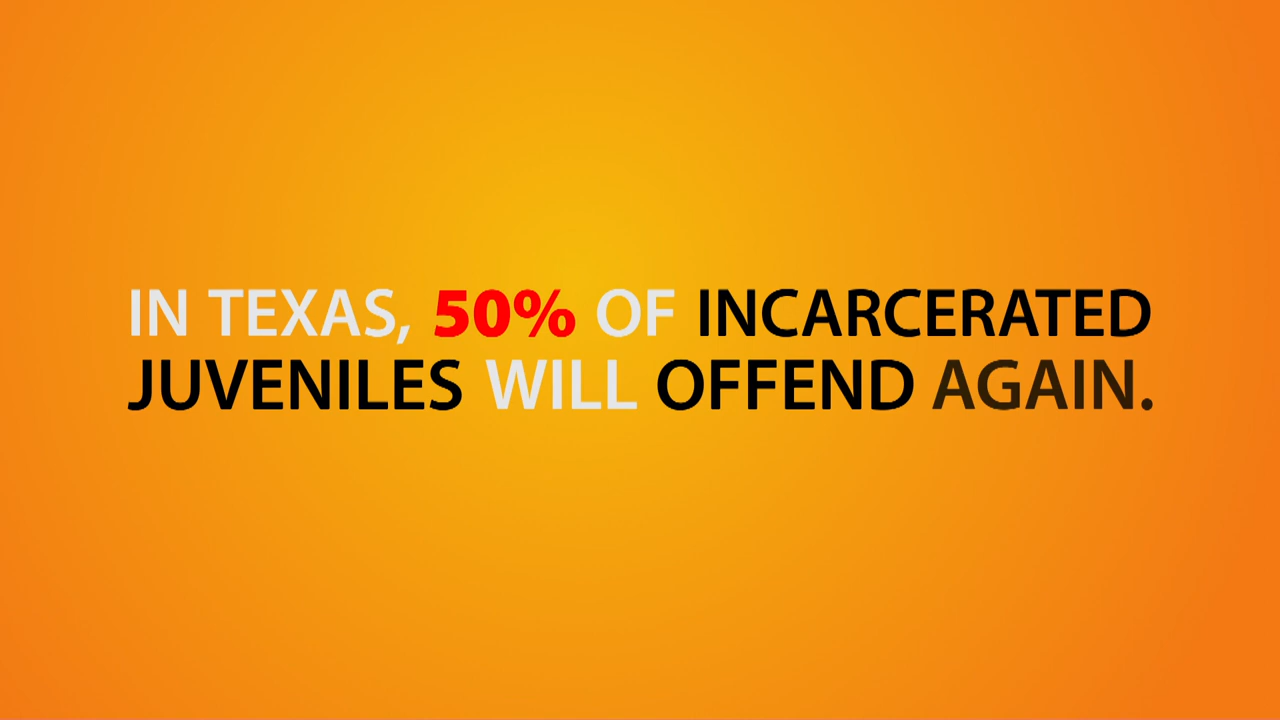 IN TEXAS, 50% OF INCARCERATED
JUVENILES WILL OFFEND AGAIN.